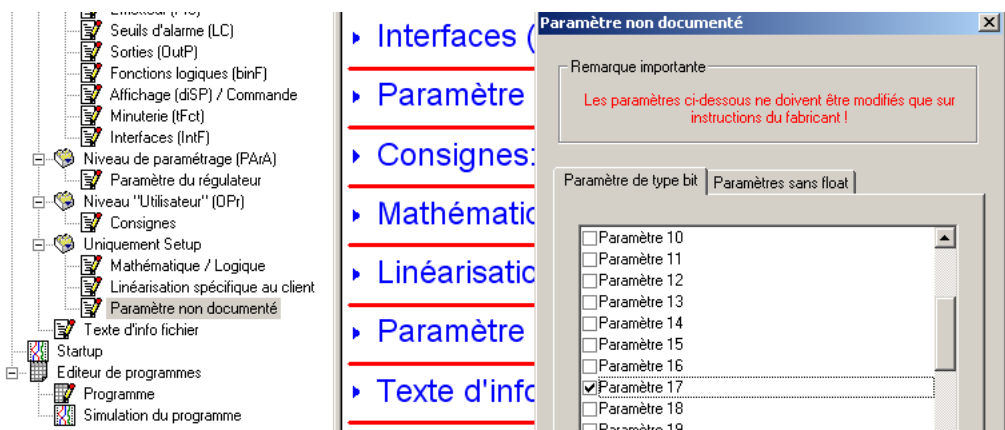 Seuils d'alarme (LC)
Sorties (OutP)
Fonctions logiques (binF)
Affichage (diSP) / Commande
Minuterie (tFct)
Interfaces (IntF)
Niveau de paramétrage (PArA)
Paramètre du régulateur
Niveau "Utilisateur" (OPr)
Consignes
Uniquement Setup
Mathématique / Logique
Linéarisation spécifique au client
Paramètre non documenté
Texte d'info fichier
Startup
Editeur de programmes
Programme
Simulation du programme
Interfaces (
Paramètre
Consignes:
Mathématic
Linéarisatic
Paramètre
Texte d'info
Paramètre non documenté
Remarque importante
Les paramètres ci-dessous ne doivent être modifiés que sur
instructions du fabricant !
Paramètre de type bit
Paramètres sans float
Paramètre 10
Paramètre 11
Paramètre 12
Paramètre 13
Paramètre 14
Paramètre 15
Paramètre 16
Paramètre 17
Paramètre 18
Paramètre 19